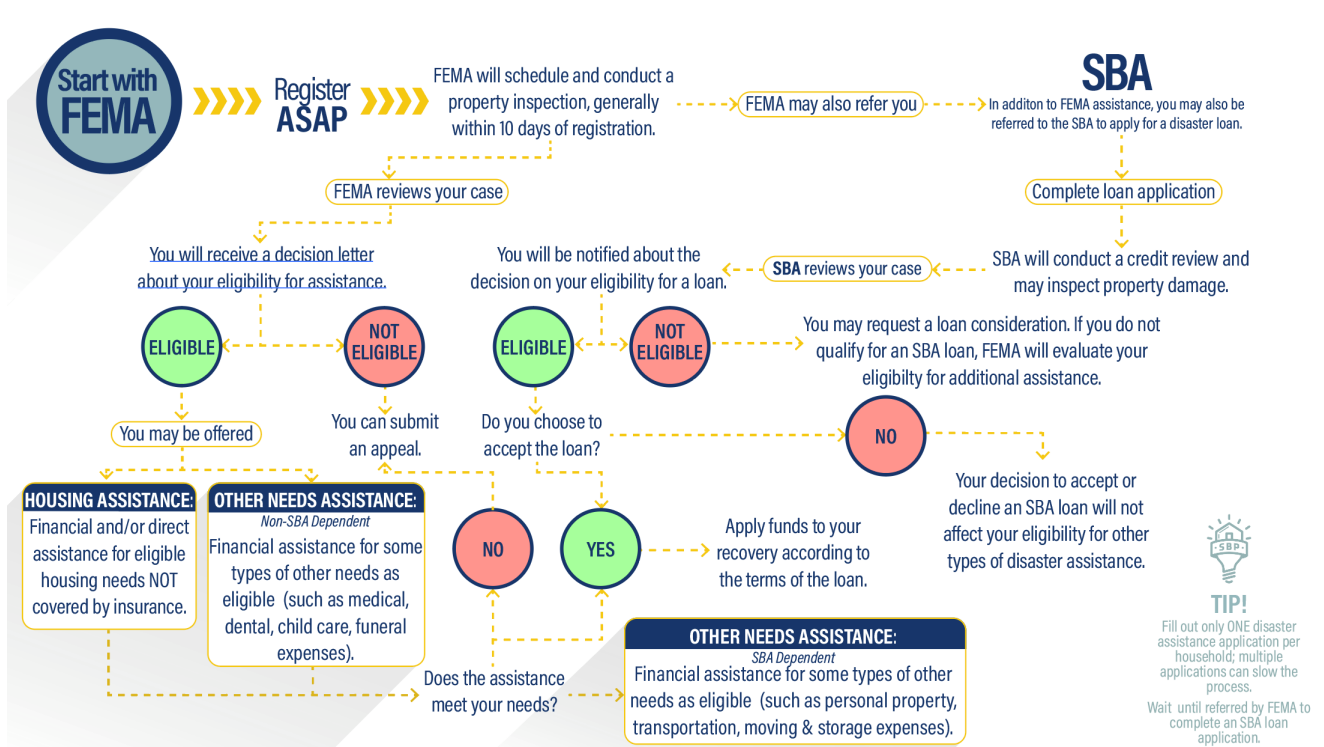 Start with
FEMA
Register
ASAP
FEMA will schedule and conduct a
property inspection, generally
within 10 days of registration.
FEMA may also refer you
SBA
In additon to FEMA assistance, you may also be
referred to the SBA to apply for a disaster loan.
FEMA reviews your case
Complete loan application
You will receive a decision letter
about your eligibility for assistance.
You will be notified about the
decision on your eligibility for a loan.
SBA reviews your case
SBA will conduct a credit review and
may inspect property damage.
ELIGIBLE
NOT
ELIGIBLE
ELIGIBLE
NOT
ELIGIBLE
You may request a loan consideration. If you do not
qualify for an SBA loan, FEMA will evaluate your
eligibilty for additional assistance.
You may be offered
You can submit
an appeal.
Do you choose to
accept the loan?
NO
Your decision to accept or
decline an SBA loan will not
affect your eligibility for other
types of disaster assistance.
HOUSING ASSISTANCE:
Financial and/or direct
assistance for eligible
housing needs NOT
covered by insurance.
OTHER NEEDS ASSISTANCE:
Non-SBA Dependent
Financial assistance for some
types of other needs as
eligible (such as medical,
dental, child care, funeral
expenses).
NO
YES
Apply funds to your
recovery according to
the terms of the loan.
Does the assistance
meet your needs?
OTHER NEEDS ASSISTANCE:
SBA Dependent
Financial assistance for some types of other
needs as eligible (such as personal property,
transportation, moving & storage expenses).
SBP
TIP!
Fill out only ONE disaster
assistance application per
household; multiple
applications can slow the
process.
Wait until referred by FEMA to
complete an SBA loan
application.